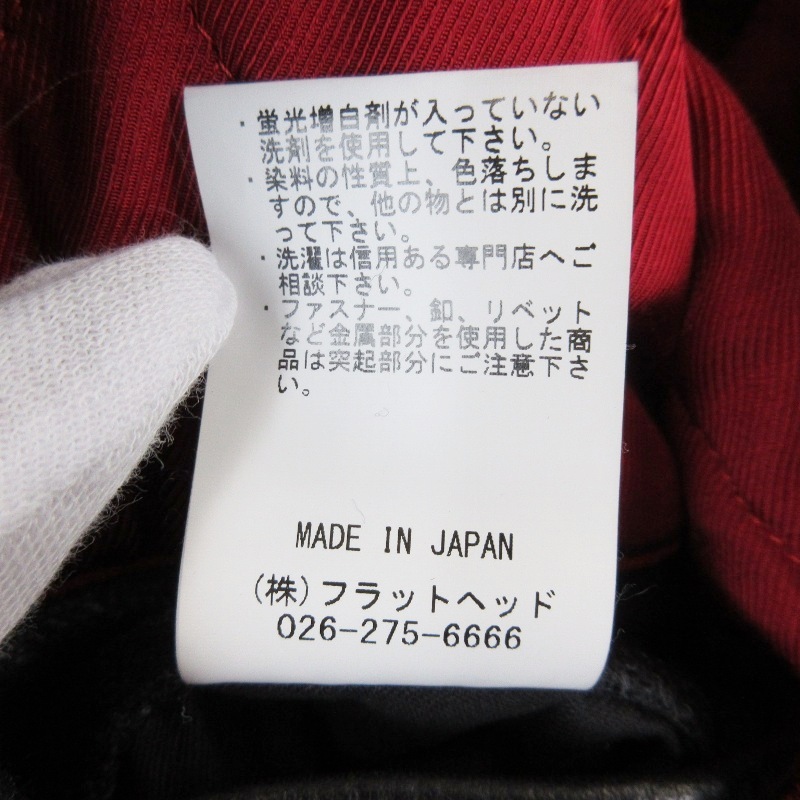 ・蛍光増白剤が入っていない
洗剤を使用して下さい。
・染料の性質上、色落ちしま
すので、他の物とは別に洗
って下さい。
・洗濯は信用ある専門店へご
相談下さい。
・ファスナー、釦、リベット
など金属部分を使用した商
品は突起部分にご注意下さ
い。
MADE IN JAPAN
(株)フラットヘッド
026-275-6666